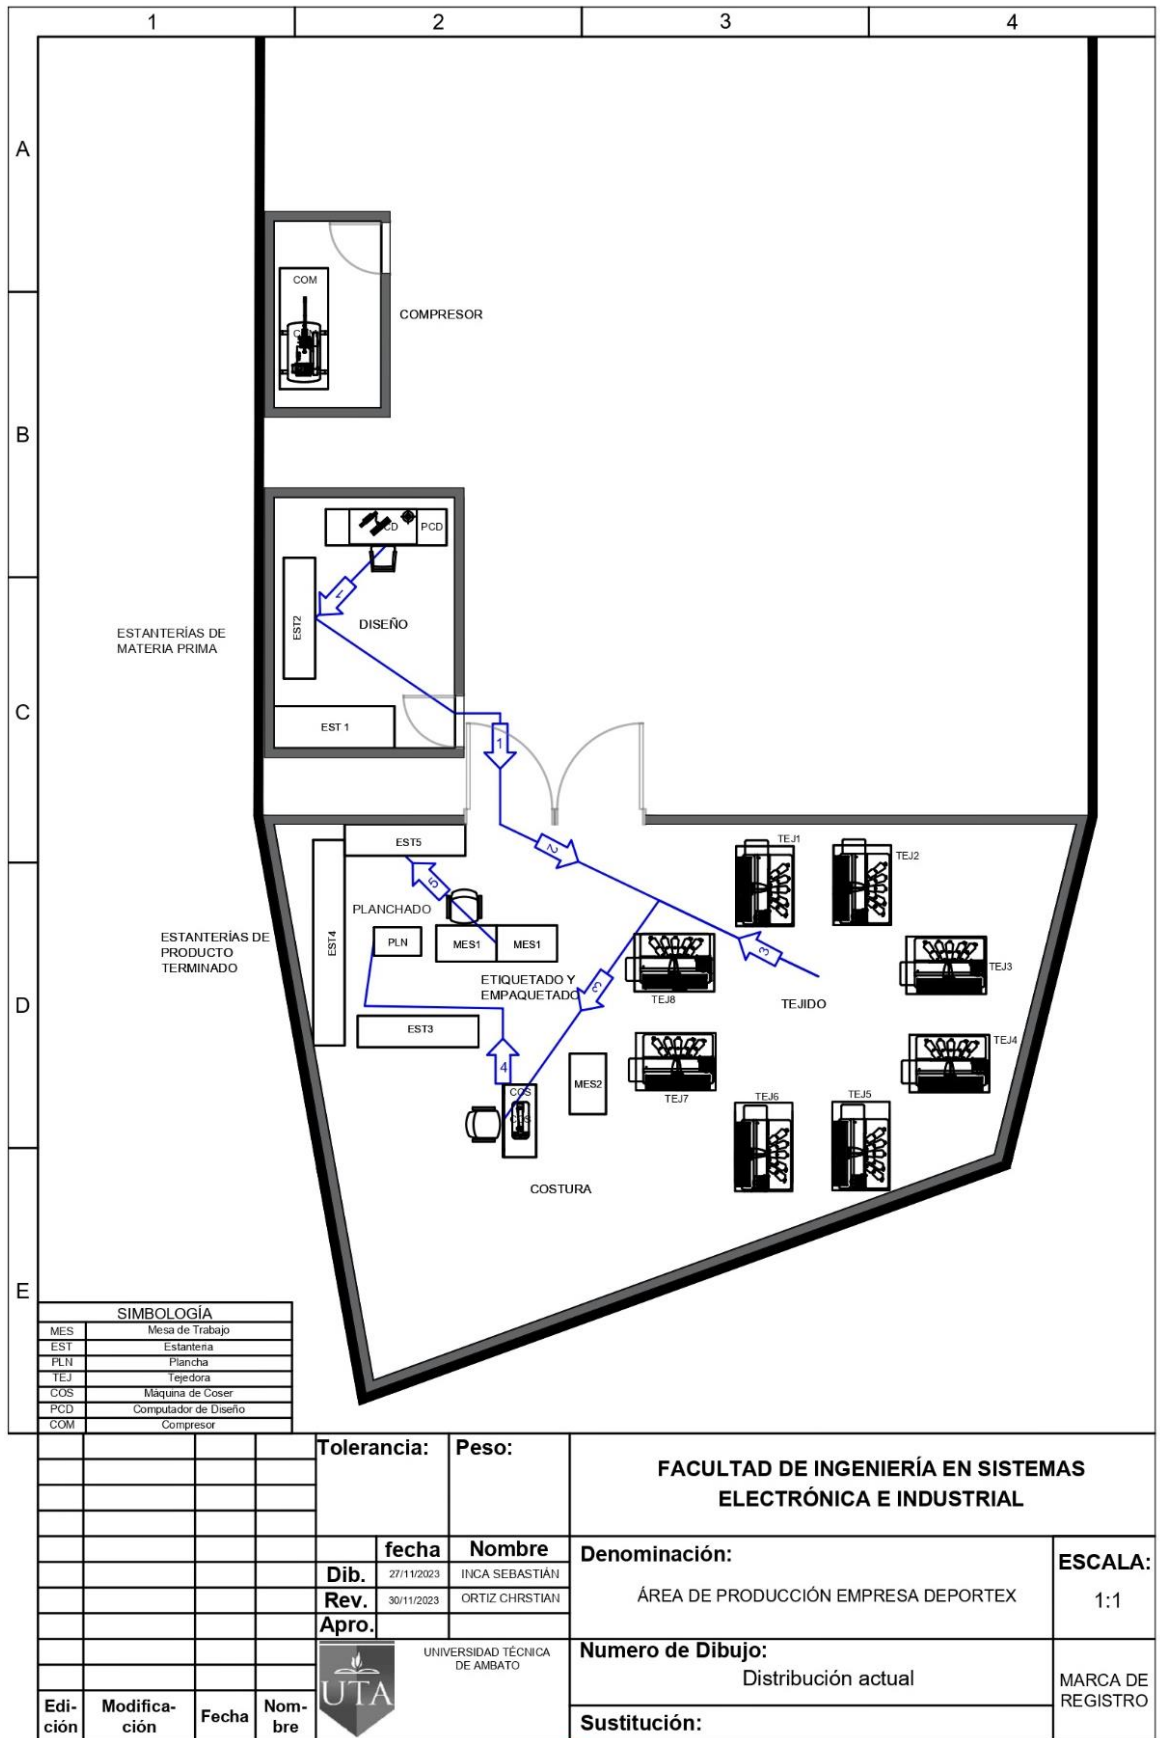 1 2 3 4
A
B
C
D
E
COM
COMPRESOR
PCD
EST2
DISEÑO
ESTANTERÍAS DE
MATERIA PRIMA
EST 1
1
1
2
3
3
4
5
EST5
TEJ1
TEJ2
PLANCHADO
EST4
PLN
MES1
MES1
ESTANTERÍAS DE
PRODUCTO
TERMINADO
ETIQUETADO Y
EMPAQUETADO
TEJ8
TEJIDO
TEJ3
EST3
TEJ4
MES2
COS
COS
TEJ7
TEJ6
TEJ5
COSTURA
SIMBOLOGÍA
MES Mesa de Trabajo
EST Estanteria
PLN Plancha
TEJ Tejedora
COS Máquina de Coser
PCD Computador de Diseño
COM Compresor
Tolerancia: Peso:
FACULTAD DE INGENIERÍA EN SISTEMAS
ELECTRÓNICA E INDUSTRIAL
fecha Nombre
Dib. 27/11/2023 INCA SEBASTIÁN
Rev. 30/11/2023 ORTIZ CHRSTIAN
Apro.
Denominación:
ÁREA DE PRODUCCIÓN EMPRESA DEPORTEX
ESCALA:
1:1
UTA
UNIVERSIDAD TÉCNICA
DE AMBATO
Numero de Dibujo:
Distribución actual
MARCA DE
REGISTRO
Sustitución:
Edi-
ción
Modifica-
ción
Fecha
Nom-
bre